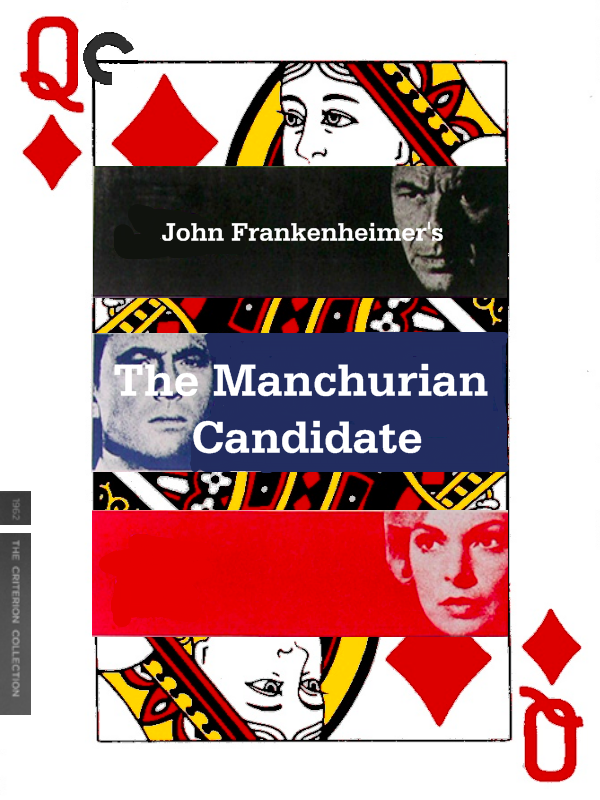 Q
John Frankenheimer's
The Manchurian
Candidate
1962
THE CRITERION COLLECTION
Q